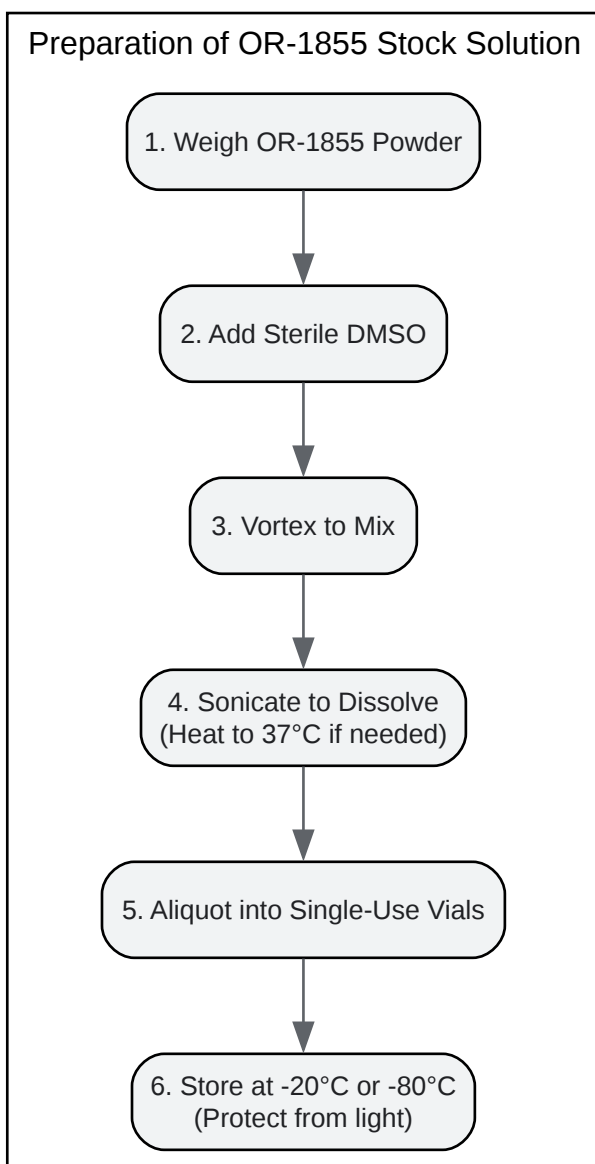 Preparation of OR-1855 Stock Solution
1. Weigh OR-1855 Powder
2. Add Sterile DMSO
3. Vortex to Mix
4. Sonicate to Dissolve
(Heat to 37°C if needed)
5. Aliquot into Single-Use Vials
6. Store at -20°C or -80°C
(Protect from light)